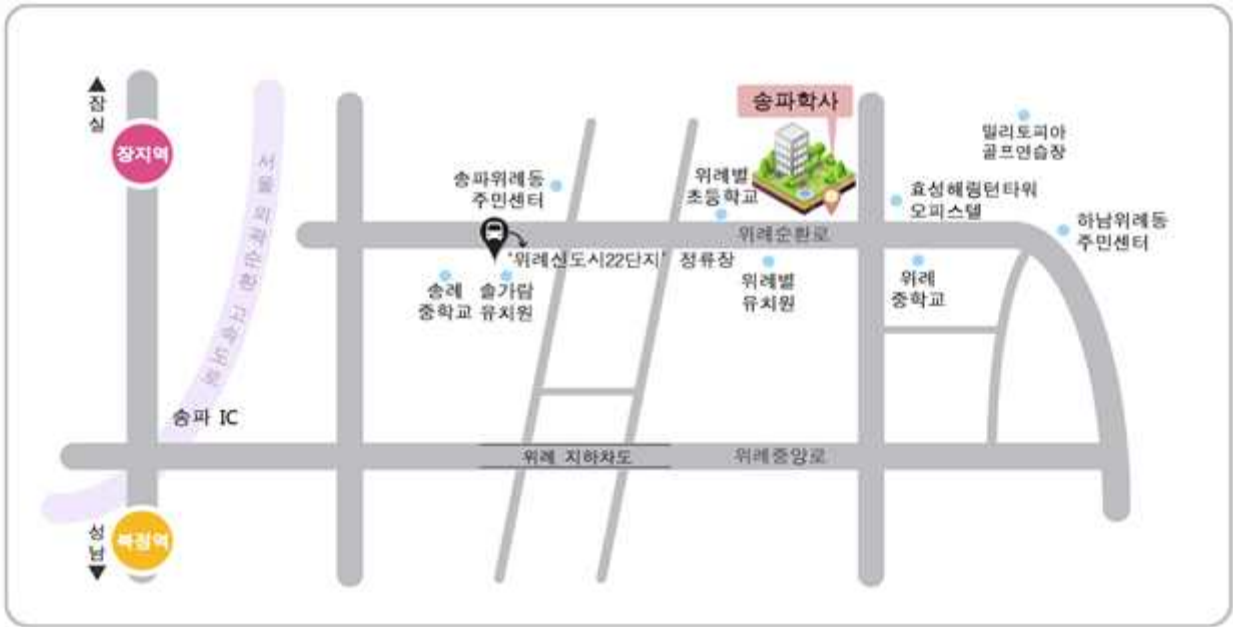 ▲
잠
실
장지역
서울 외곽순환 고속도로
송파 IC
성
남
▼
복정역
송파위례동
주민센터
'위례신도시22단지' 정류장
송례
중학교
솔가람
유치원
위례 지하차도
위례중앙로
송파학사
위례별
초등학교
위례순환로
위례별
유치원
밀리토피아
골프연습장
효성해링턴타워
오피스텔
하남위례동
주민센터
위례
중학교